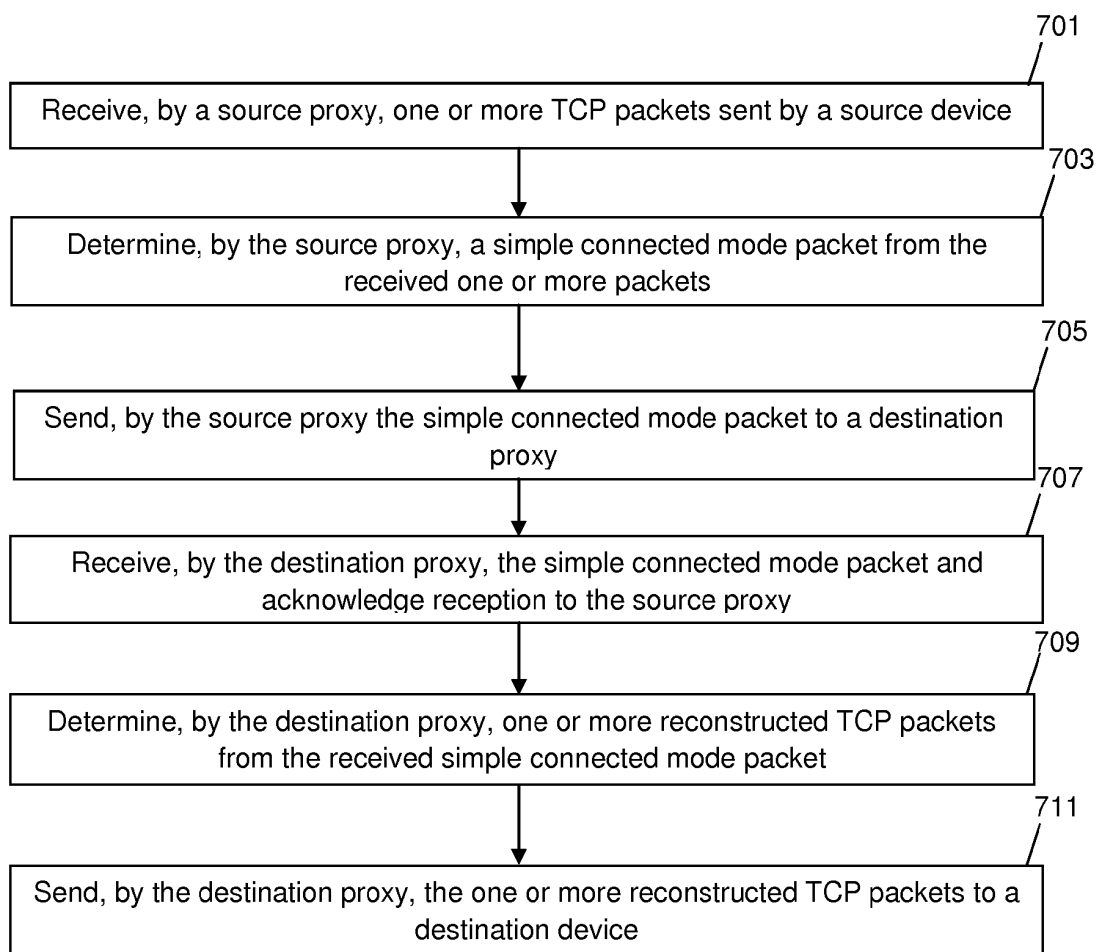 701
Receive, by a source proxy, one or more TCP packets sent by a source device
703
Determine, by the source proxy, a simple connected mode packet from the
received one or more packets
705
Send, by the source proxy the simple connected mode packet to a destination
proxy
707
Receive, by the destination proxy, the simple connected mode packet and
acknowledge reception to the source proxy
709
Determine, by the destination proxy, one or more reconstructed TCP packets
from the received simple connected mode packet
711
Send, by the destination proxy, the one or more reconstructed TCP packets to a
destination device